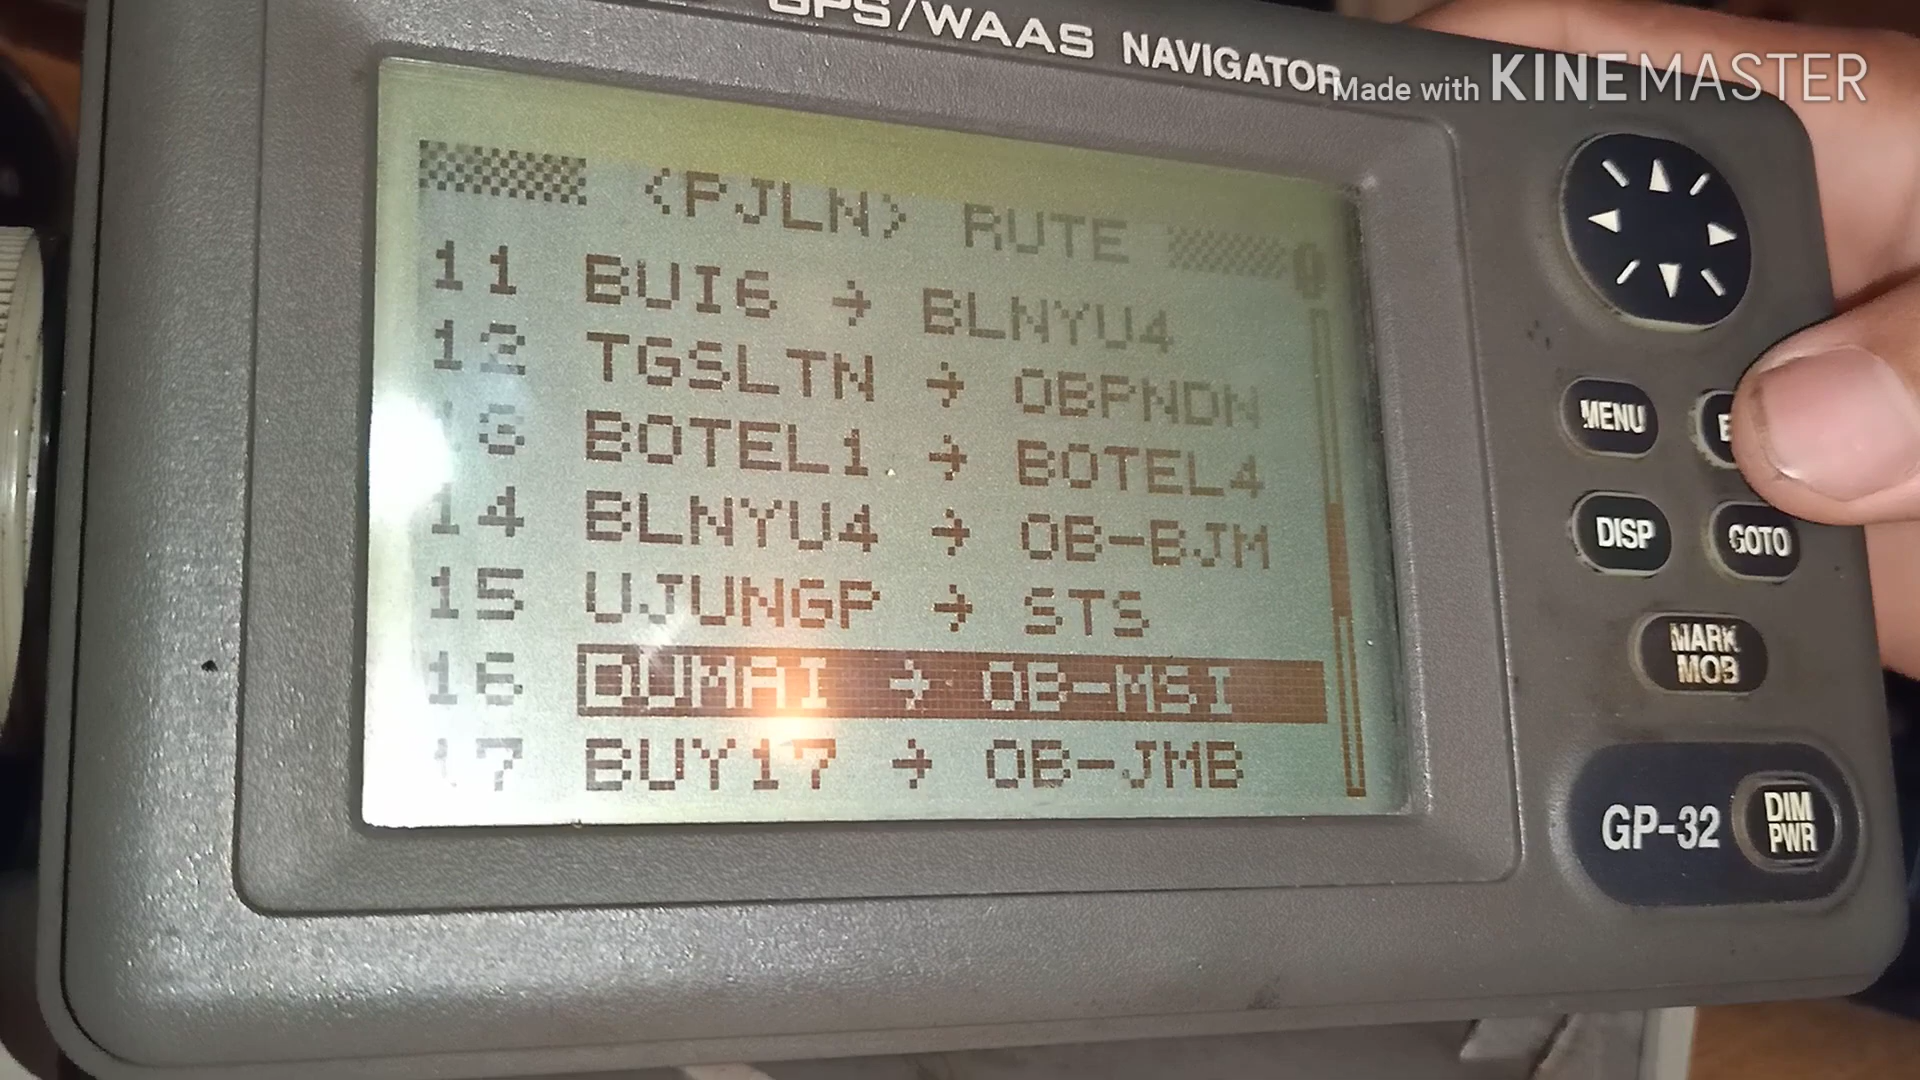 GPS/WAAS NAVIGATOR
Made with KINEMASTER
<PJLN> RUTE
11 BUI6 → BLNYU4
12 TGSLTN → OBPNDN
13 BOTEL1 → BOTEL4
14 BLNYU4 → OB-BJM
15 UJUNGP → STS
16 DUMAI → OB-MSI
17 BUY17 → OB-JMB
MENU
DISP
GOTO
MARK
MOB
GP-32
DIM
PWR